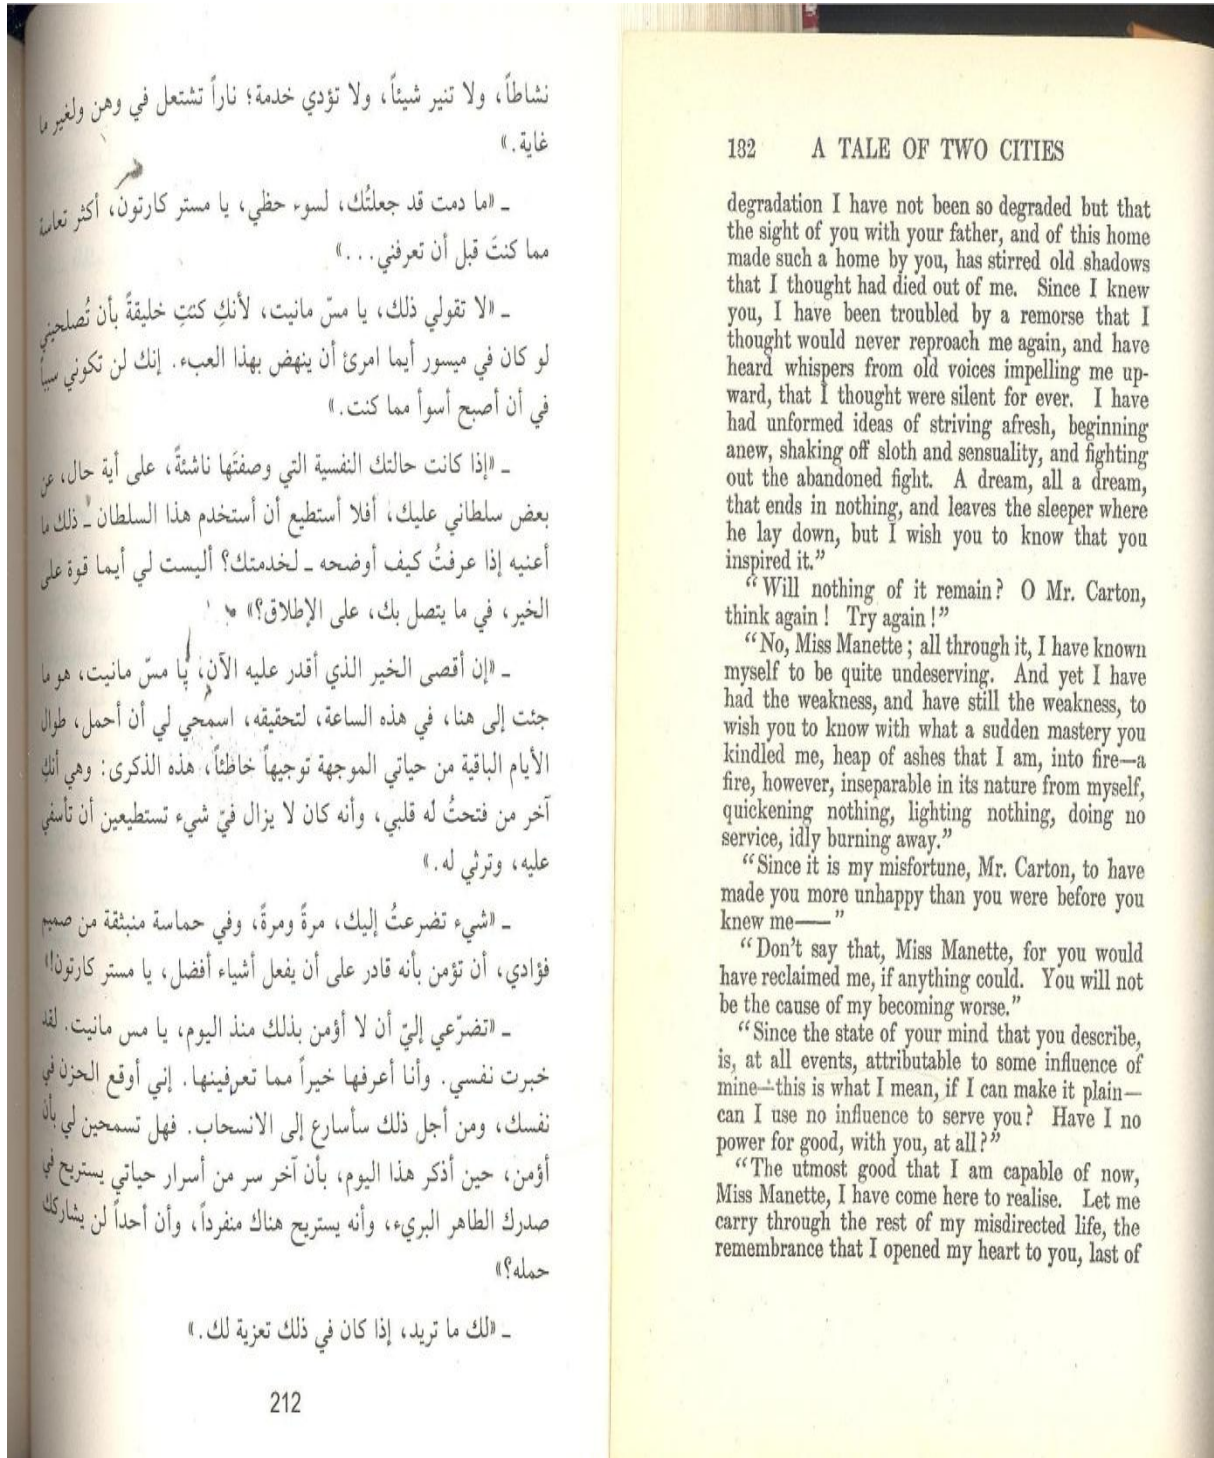 نشاطاً، ولا تنير شيئاً، ولا تؤدي خدمة؛ ناراً تشتعل في وهن ولغير ما
غاية.»
ـ «ما دمت قد جعلتُك، لسوء حظي، يا مستر كارتون، أكثر تعاسة
مما كنتَ قبل أن تعرفني...»
ـ «لا تقولي ذلك، يا مسّ مانيت، لأنكِ كنتِ خليقةً بأن تُصلحيني
لو كان في ميسور أيما امرئ أن ينهض بهذا العبء. إنك لن تكوني سبباً
في أن أصبح أسوأ مما كنت.»
ـ «إذا كانت حالتك النفسية التي وصفتَها ناشئةً، على أية حال، عن
بعض سلطاني عليك، أفلا أستطيع أن أستخدم هذا السلطان ـ ذلك ما
أعنيه إذا عرفتُ كيف أوضحه ـ لخدمتك؟ أليست لي أيما قوة على
الخير، في ما يتصل بك، على الإطلاق؟»
ـ «إن أقصى الخير الذي أقدر عليه الآن، يا مسّ مانيت، هو ما
جئت إلى هنا، في هذه الساعة، لتحقيقه، اسمحي لي أن أحمل، طوال
الأيام الباقية من حياتي الموجهة توجيهاً خاطئاً، هذه الذكرى: وهي أنكِ
آخر من فتحتُ له قلبي، وأنه كان لا يزال فيّ شيء تستطيعين أن تأسفي
عليه، وترثي له.»
ـ «شيء تضرعتُ إليك، مرةً ومرةً، وفي حماسة منبثقة من صميم
فؤادي، أن تؤمن بأنه قادر على أن يفعل أشياء أفضل، يا مستر كارتون!»
ـ «تضرّعي إليّ أن لا أؤمن بذلك منذ اليوم، يا مس مانيت. لقد
خبرت نفسي. وأنا أعرفها خيراً مما تعرفينها. إني أوقع الحزن في
نفسك، ومن أجل ذلك سأسارع إلى الانسحاب. فهل تسمحين لي بأن
أؤمن، حين أذكر هذا اليوم، بأن آخر سر من أسرار حياتي يستريح في
صدرك الطاهر البريء، وأنه يستريح هناك منفرداً، وأن أحداً لن يشاركك
حمله؟»
ـ «لك ما تريد، إذا كان في ذلك تعزية لك.»
212
132 A TALE OF TWO CITIES
degradation I have not been so degraded but that
the sight of you with your father, and of this home
made such a home by you, has stirred old shadows
that I thought had died out of me. Since I knew
you, I have been troubled by a remorse that I
thought would never reproach me again, and have
heard whispers from old voices impelling me up-
ward, that I thought were silent for ever. I have
had unformed ideas of striving afresh, beginning
anew, shaking off sloth and sensuality, and fighting
out the abandoned fight. A dream, all a dream,
that ends in nothing, and leaves the sleeper where
he lay down, but I wish you to know that you
inspired it.”
“Will nothing of it remain? O Mr. Carton,
think again! Try again!”
“No, Miss Manette; all through it, I have known
myself to be quite undeserving. And yet I have
had the weakness, and have still the weakness, to
wish you to know with what a sudden mastery you
kindled me, heap of ashes that I am, into fire—a
fire, however, inseparable in its nature from myself,
quickening nothing, lighting nothing, doing no
service, idly burning away.”
“Since it is my misfortune, Mr. Carton, to have
made you more unhappy than you were before you
knew me——”
“Don’t say that, Miss Manette, for you would
have reclaimed me, if anything could. You will not
be the cause of my becoming worse.”
“Since the state of your mind that you describe,
is, at all events, attributable to some influence of
mine—this is what I mean, if I can make it plain—
can I use no influence to serve you? Have I no
power for good, with you, at all?”
“The utmost good that I am capable of now,
Miss Manette, I have come here to realise. Let me
carry through the rest of my misdirected life, the
remembrance that I opened my heart to you, last of